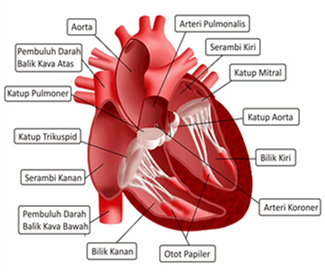 Aorta
Arteri Pulmonalis
Pembuluh Darah
Balik Kava Atas
Serambi Kiri
Katup Pulmoner
Katup Mitral
Katup Trikuspid
Katup Aorta
Serambi Kanan
Bilik Kiri
Pembuluh Darah
Balik Kava Bawah
Arteri Koroner
Bilik Kanan
Otot Papiler